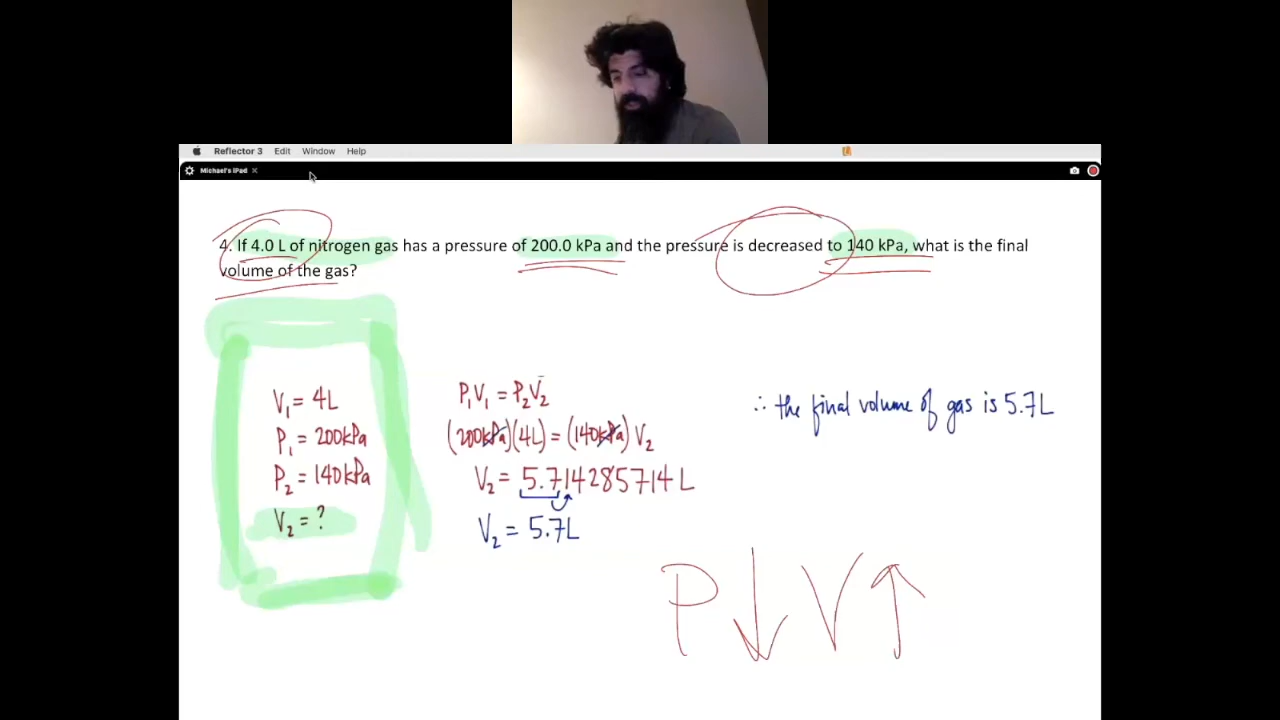 Reflector 3 Edit Window Help
Michael's iPad
4. If 4.0 L of nitrogen gas has a pressure of 200.0 kPa and the pressure is decreased to 140 kPa, what is the final
volume of the gas?
V₁ = 4L
P₁ = 200kPa
P₂ = 140kPa
V₂ = ?
P₁V₁ = P₂V₂
(200kPa)(4L) = (140kPa) V₂
V₂ = 5.714285714 L
V₂ = 5.7L
∴ the final volume of gas is 5.7L
P↓ V↑